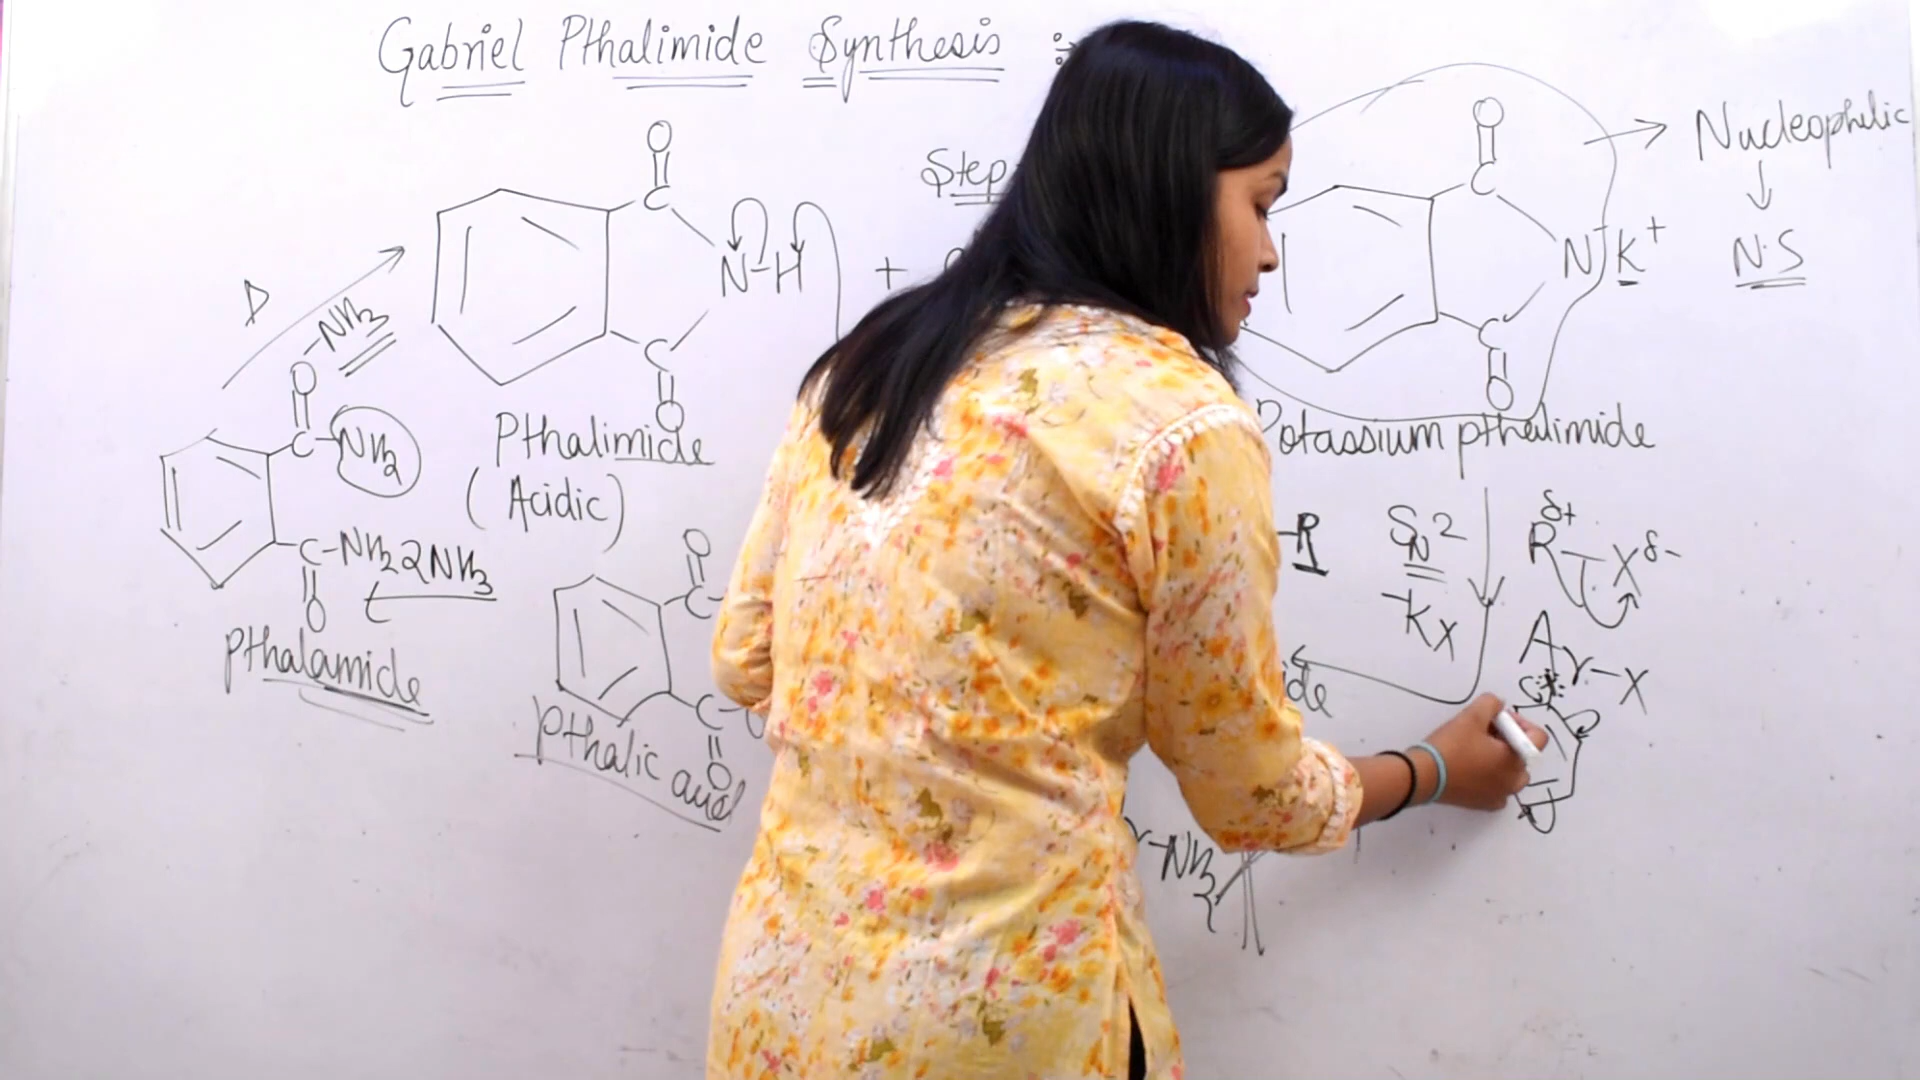 Gabriel Pthalimide Synthesis :-
Step
O
C
N-H
+
C
O
Pthalimide
(Acidic)
Δ
-NH3
O
C-NH2
C-NH2 2NH3
O
Pthalamide
O
C-
C-
O
Pthalic acid
O
C
N- K+
C
O
Potassium pthalimide
→ Nucleophilic
↓
N.S
-R
SN2
-KX
Rδ+-Xδ-
Ar-X
ide
-NH2